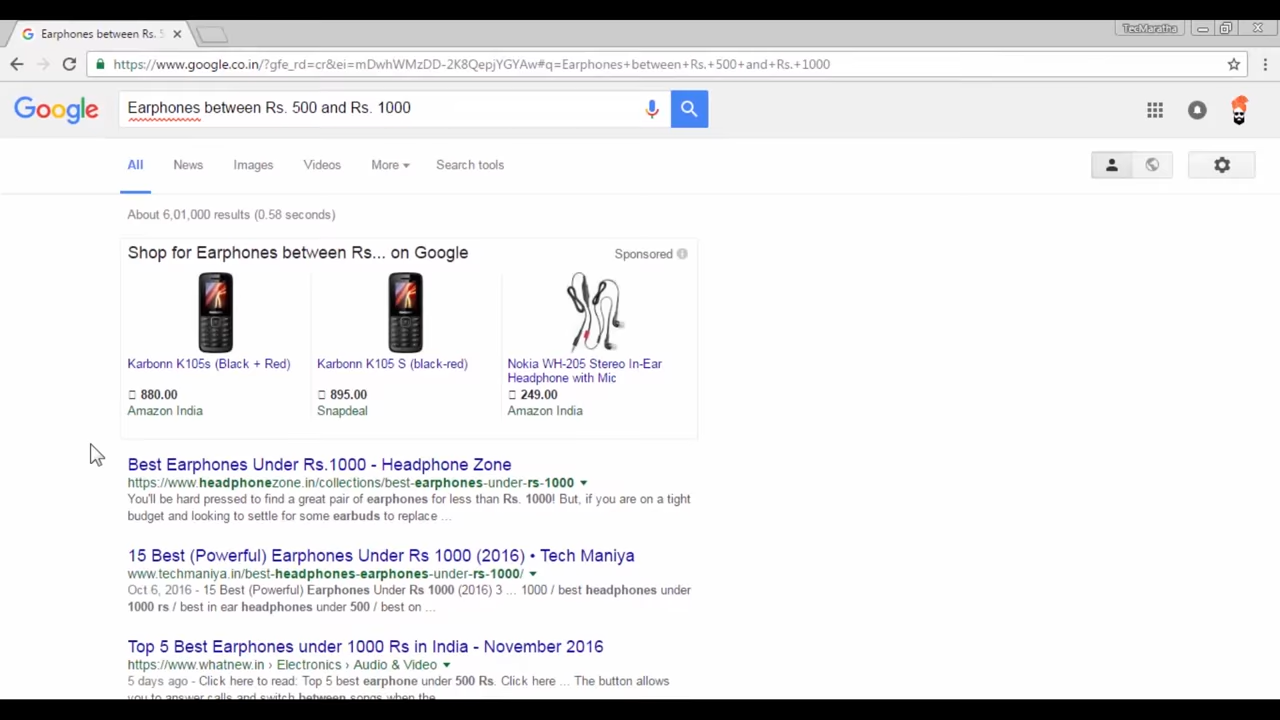 Earphones between Rs. 5
TecMaratha
https://www.google.co.in/?gfe_rd=cr&ei=mDwhWMzDD-2K8QepjYGYAw#q=Earphones+between+Rs.+500+and+Rs.+1000
Google
Earphones between Rs. 500 and Rs. 1000
All News Images Videos More Search tools
About 6,01,000 results (0.58 seconds)
Shop for Earphones between Rs... on Google Sponsored
Karbonn K105s (Black + Red)
880.00
Amazon India
Karbonn K105 S (black-red)
895.00
Snapdeal
Nokia WH-205 Stereo In-Ear
Headphone with Mic
249.00
Amazon India
Best Earphones Under Rs.1000 - Headphone Zone
https://www.headphonezone.in/collections/best-earphones-under-rs-1000
You'll be hard pressed to find a great pair of earphones for less than Rs. 1000! But, if you are on a tight
budget and looking to settle for some earbuds to replace ...
15 Best (Powerful) Earphones Under Rs 1000 (2016) • Tech Maniya
www.techmaniya.in/best-headphones-earphones-under-rs-1000/
Oct 6, 2016 - 15 Best (Powerful) Earphones Under Rs 1000 (2016) 3 ... 1000 / best headphones under
1000 rs / best in ear headphones under 500 / best on ...
Top 5 Best Earphones under 1000 Rs in India - November 2016
https://www.whatnew.in › Electronics › Audio & Video
5 days ago - Click here to read: Top 5 best earphone under 500 Rs. Click here ... The button allows
you to answer calls and switch between songs when the